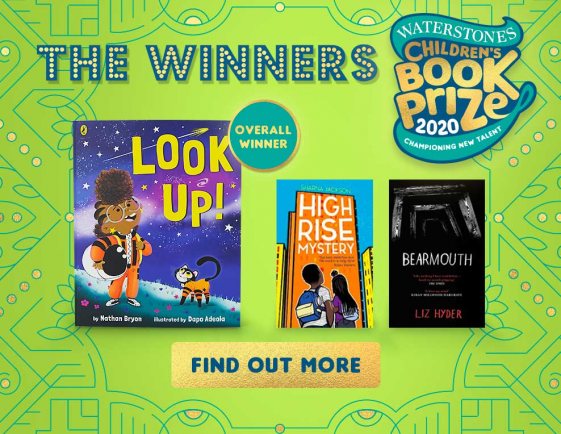 THE WINNERS
WATERSTONES
CHILDREN'S
BOOK
PRIZE
2020
CHAMPIONING NEW TALENT
OVERALL
WINNER
LOOK
UP!
by Nathan Bryon
illustrated by Dapo Adeola
SHARNA JACKSON
HIGH
RISE
MYSTERY
BEARMOUTH
LIZ HYDER
FIND OUT MORE